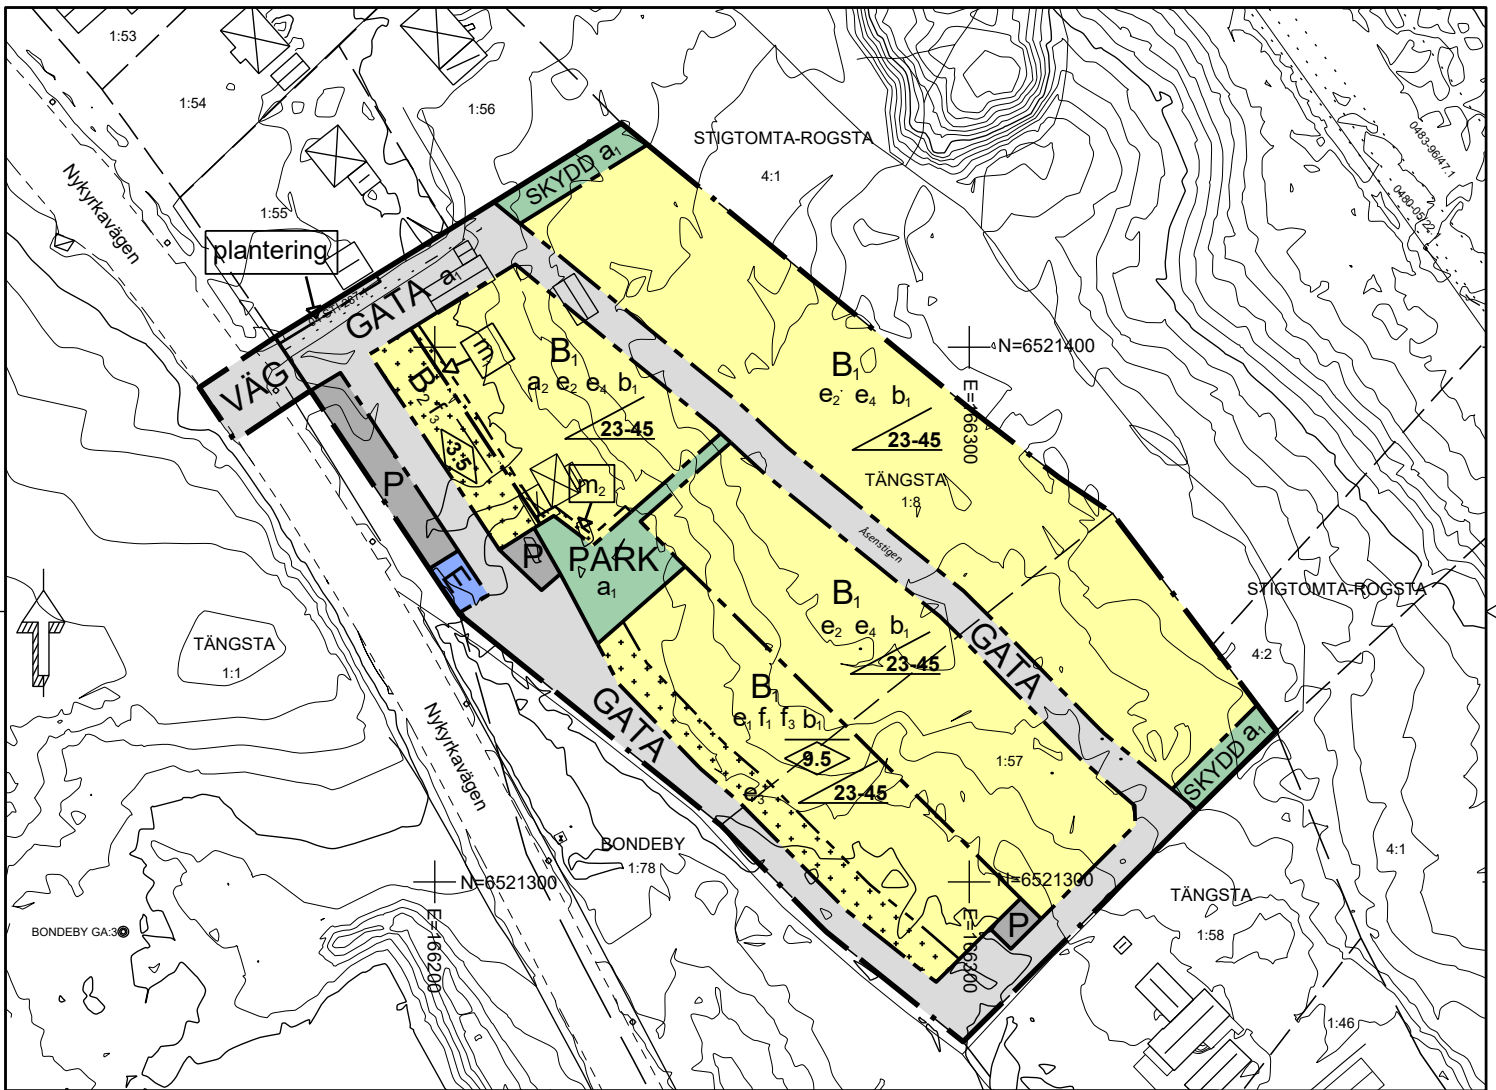 1:53
1:54
1:56
STIGTOMTA-ROGSTA
4:1
0483-96/47.1
Nykyrkavägen
SKYDD a₁
0480-05/22.1
1:55
plantering
GATA a₁
VÄG
N=6521400
E=166300
m
B₁
a₂ e₂ e₄ b₁
23-45
B₁
e₂ e₄ b₁
23-45
B₂ f₃
3.5
TÄNGSTA
1:8
P
m₂
Åsenstigen
P
PARK
a₁
E
STIGTOMTA-ROGSTA
4:2
B₁
e₂ e₄ b₁
23-45
GATA
TÄNGSTA
1:1
B₁
e₁ f₁ f₃ b₁
9.5
23-45
e₃
GATA
1:57
SKYDD a₁
Nykyrkavägen
BONDEBY
1:78
4:1
N=6521300
E=166200
N=6521300
E=166300
P
TÄNGSTA
1:58
BONDEBY GA:3
1:46